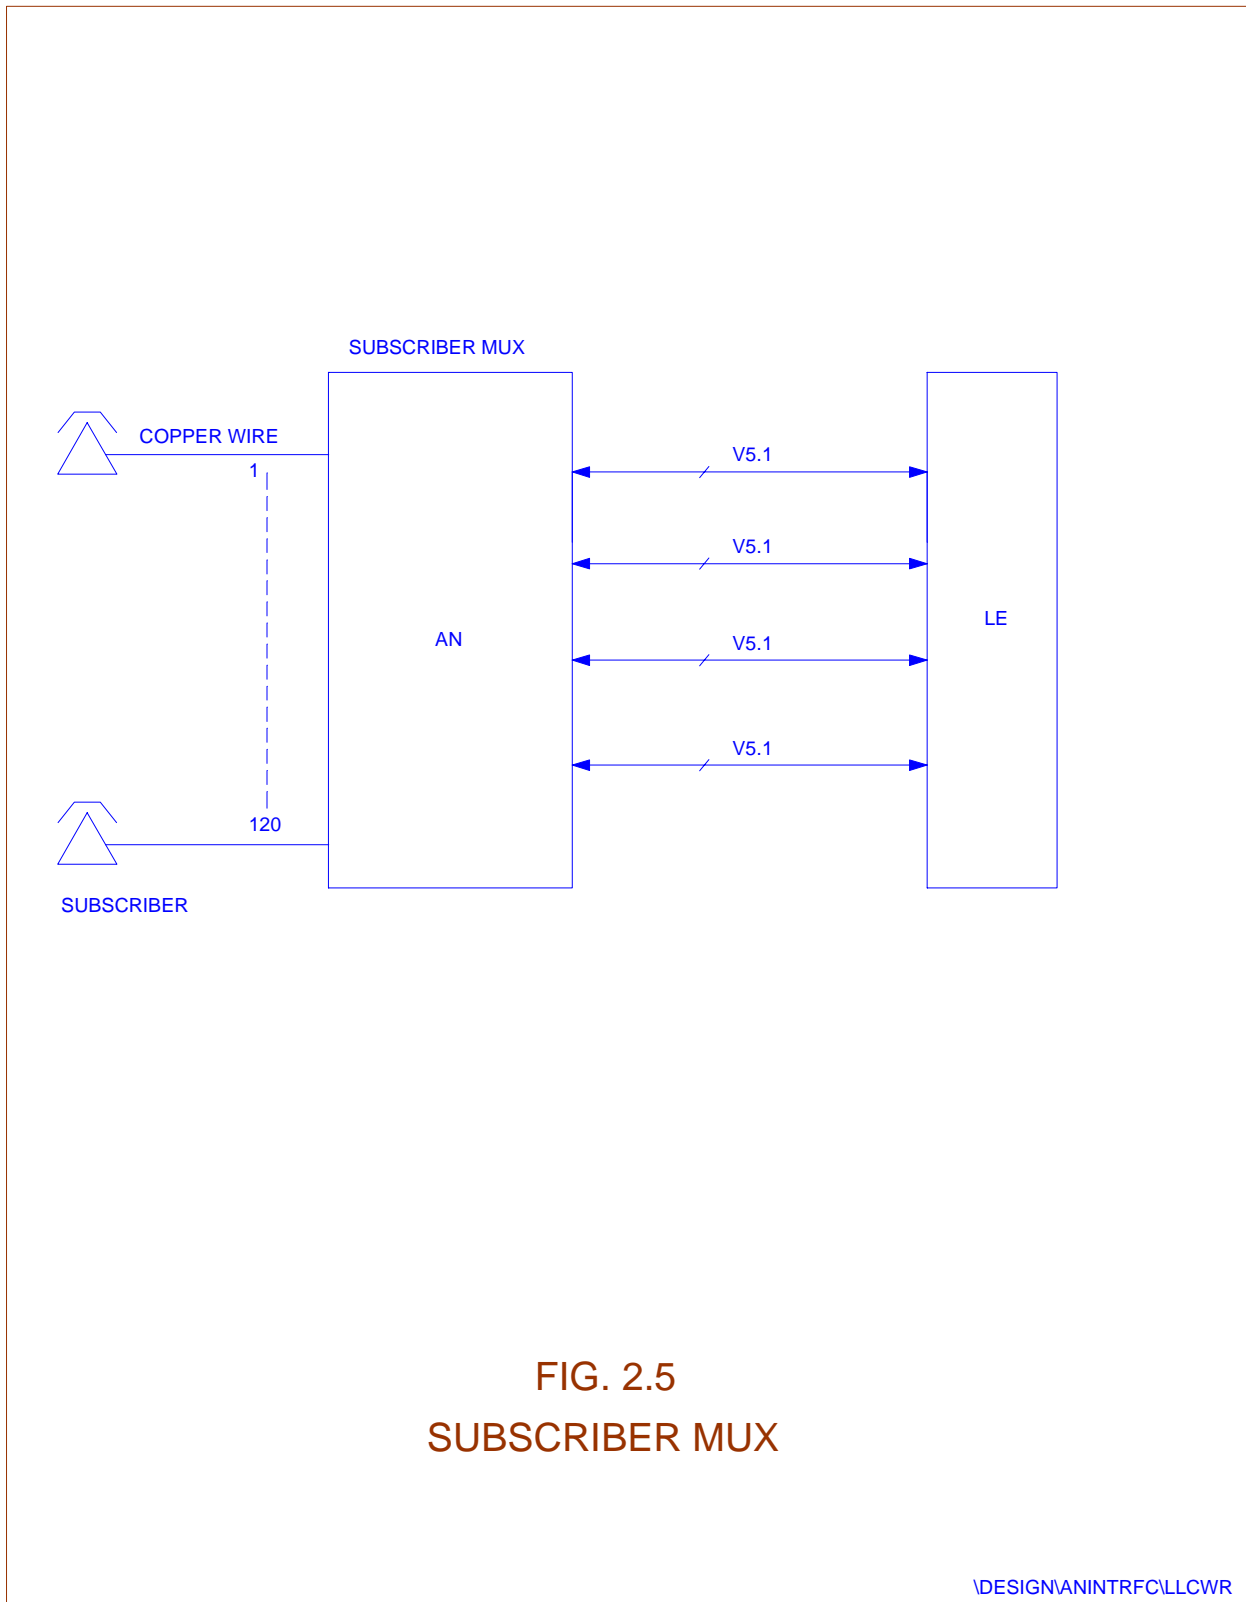 SUBSCRIBER MUX
COPPER WIRE
1
V5.1
V5.1
LE
AN
V5.1
V5.1
120
SUBSCRIBER
FIG. 2.5
SUBSCRIBER MUX
\DESIGN\ANINTRFC\LLCWR